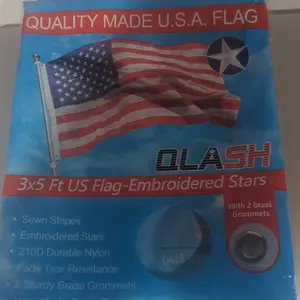 QUALITY MADE U.S.A. FLAG
QLASH
3x5 Ft US Flag-Embroidered Stars
With 2 brass
Grommets
• Sewn Stripes
• Embroidered Stars
• 210D Durable Nylon
• Fade Tear Resistance
• 2 Sturdy Brass Grommets